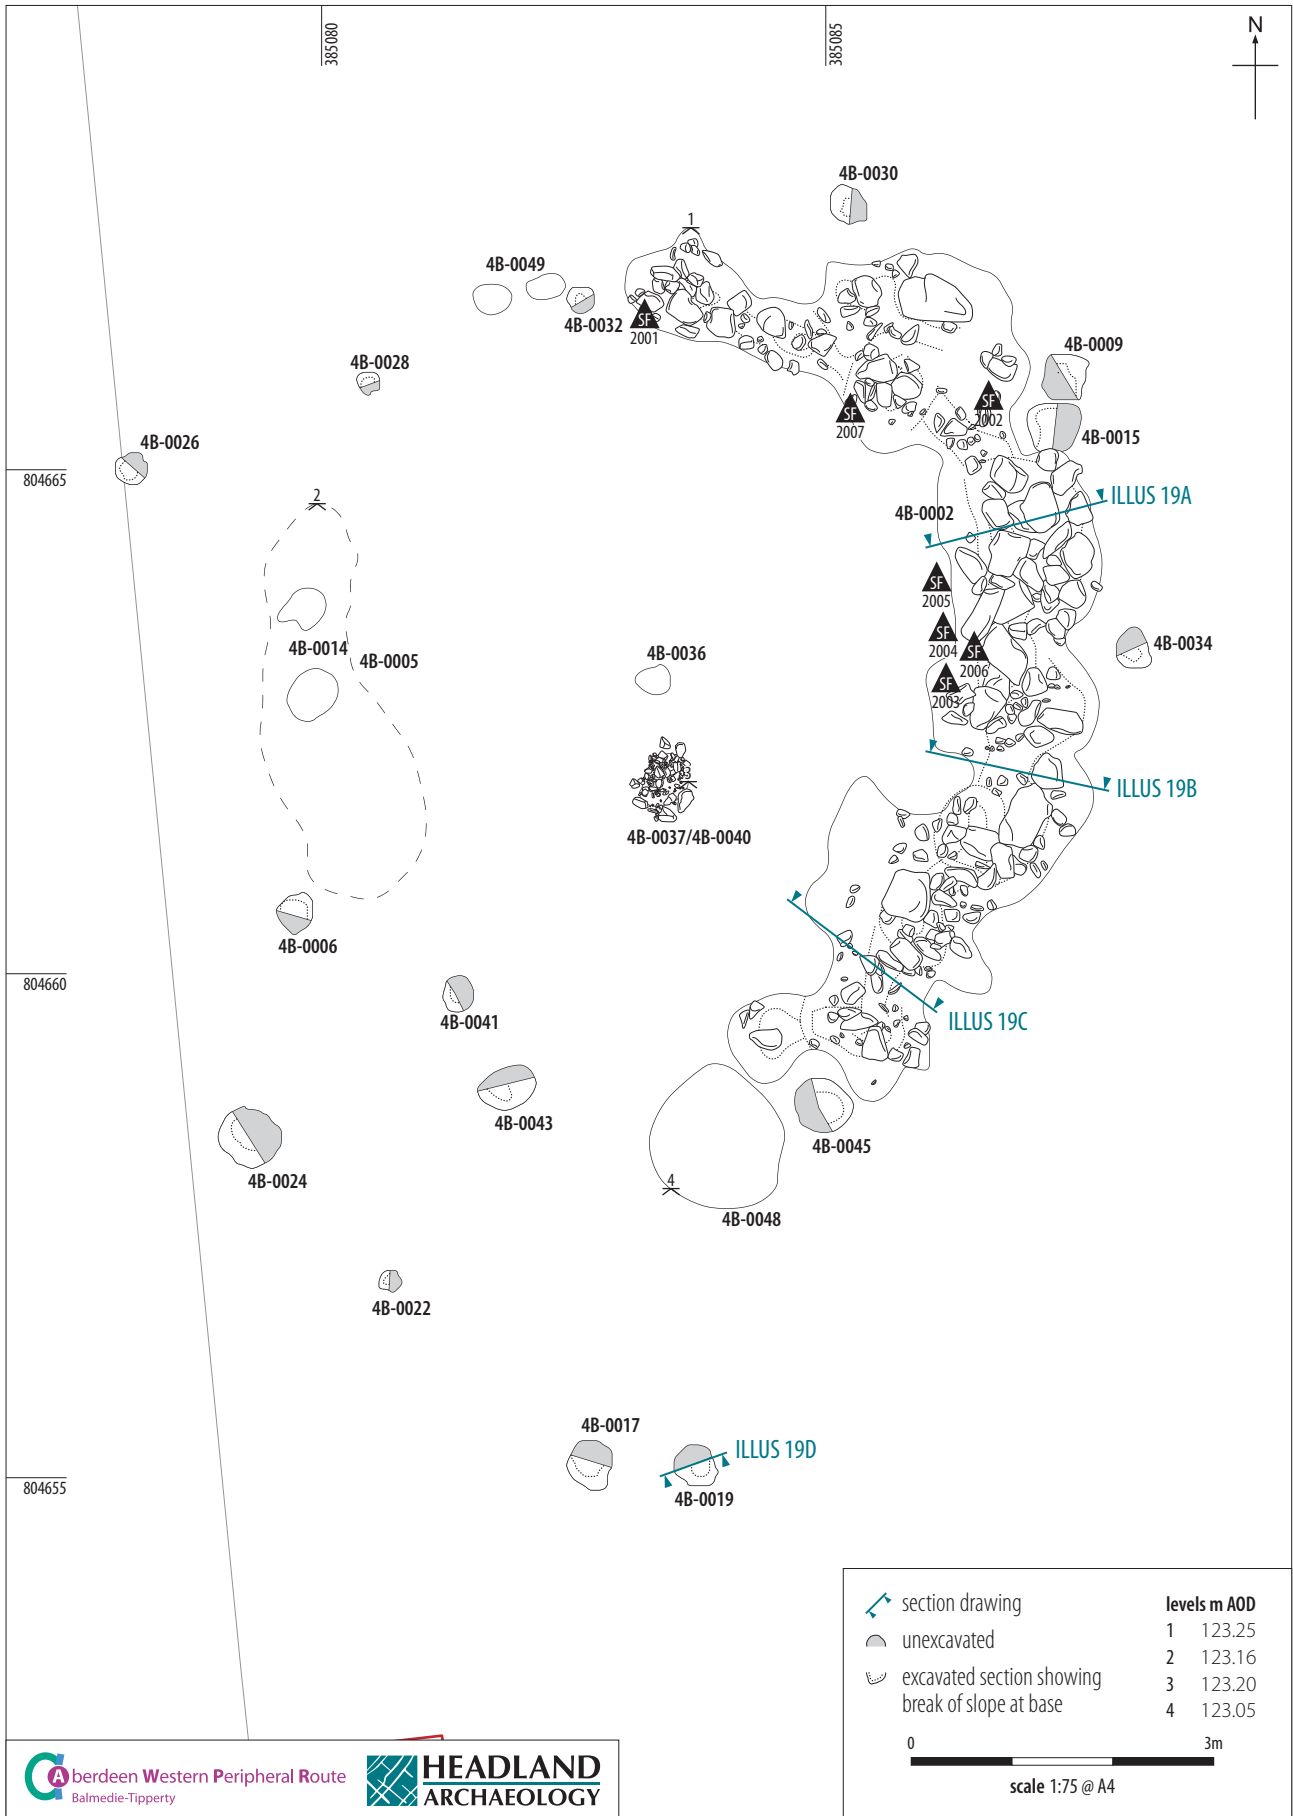 385080
385085
N
4B-0030
1
4B-0049
4B-0032
SF
2001
4B-0009
4B-0028
SF
2002
SF
2007
4B-0015
4B-0026
804665
2
ILLUS 19A
4B-0002
SF
2005
SF
2004
4B-0034
4B-0014
4B-0005
4B-0036
SF
2006
SF
2003
3
ILLUS 19B
4B-0037/4B-0040
4B-0006
804660
4B-0041
ILLUS 19C
4B-0043
4B-0045
4B-0024
4
4B-0048
4B-0022
4B-0017
ILLUS 19D
804655
4B-0019
section drawing
unexcavated
excavated section showing
break of slope at base
levels m AOD
1 123.25
2 123.16
3 123.20
4 123.05
0 3m
scale 1:75 @ A4
Aberdeen Western Peripheral Route
Balmedie-Tipperty
HEADLAND
ARCHAEOLOGY